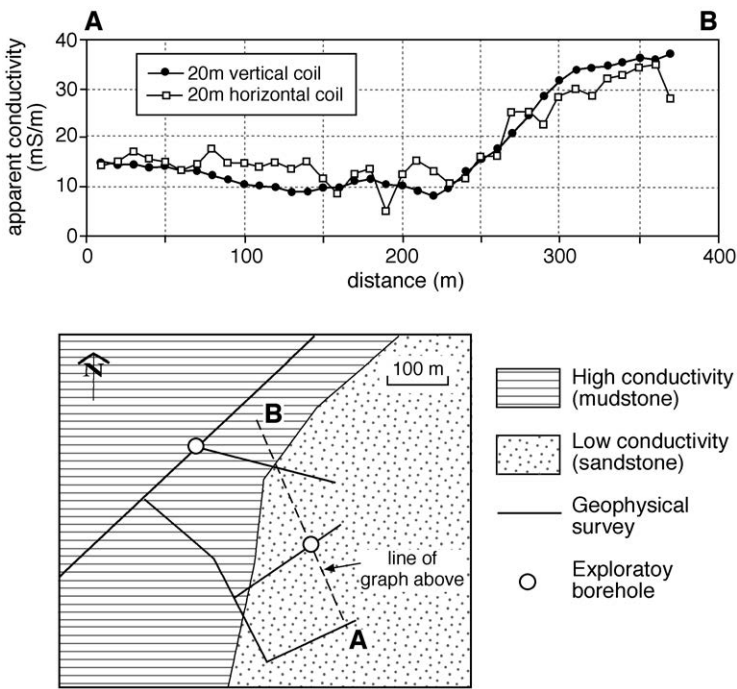 A B
apparent conductivity
(mS/m)
40
30
20
10
0
20m vertical coil
20m horizontal coil
0 100 200 300 400
distance (m)
N
100 m
B
line of
graph above
A
High conductivity
(mudstone)
Low conductivity
(sandstone)
Geophysical
survey
Exploratoy
borehole